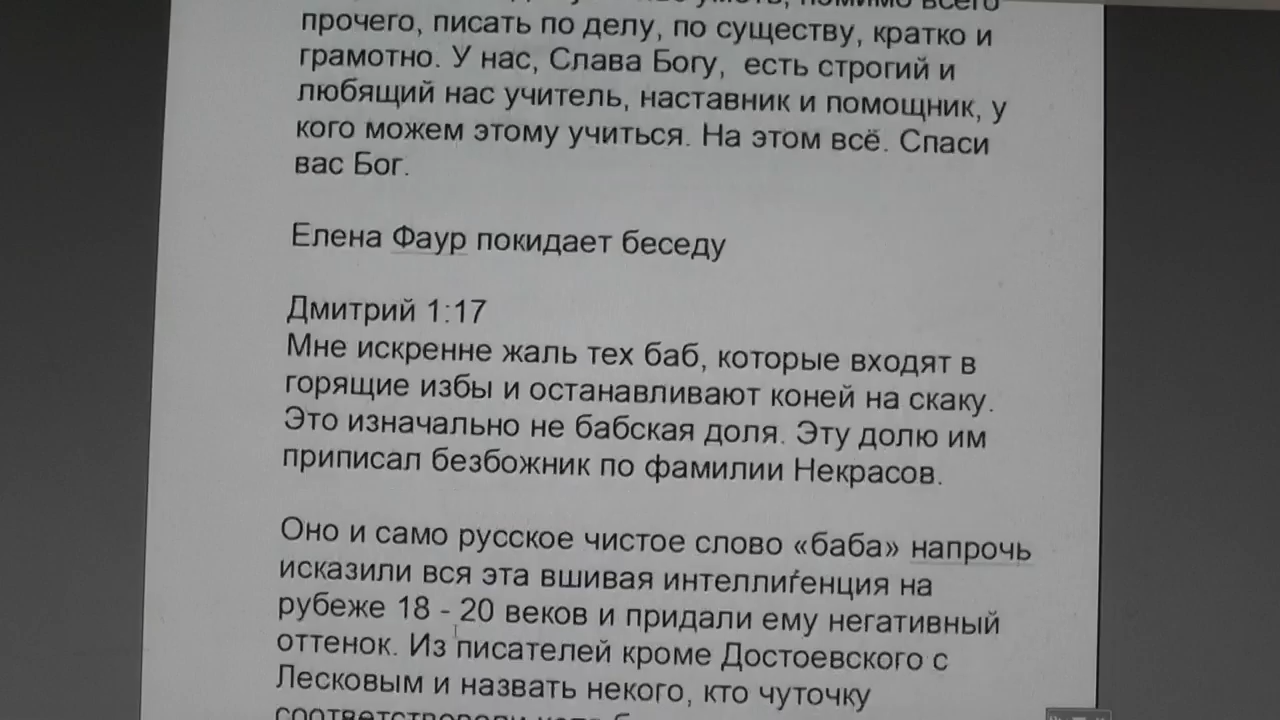 помимо всего
прочего, писать по делу, по существу, кратко и
грамотно. У нас, Слава Богу, есть строгий и
любящий нас учитель, наставник и помощник, у
кого можем этому учиться. На этом всё. Спаси
вас Бог.
Елена Фаур покидает беседу
Дмитрий 1:17
Мне искренне жаль тех баб, которые входят в
горящие избы и останавливают коней на скаку.
Это изначально не бабская доля. Эту долю им
приписал безбожник по фамилии Некрасов.
Оно и само русское чистое слово «баба» напрочь
исказили вся эта вшивая интеллиѓенция на
рубеже 18 - 20 веков и придали ему негативный
оттенок. Из писателей кроме Достоевского с
Лесковым и назвать некого, кто чуточку